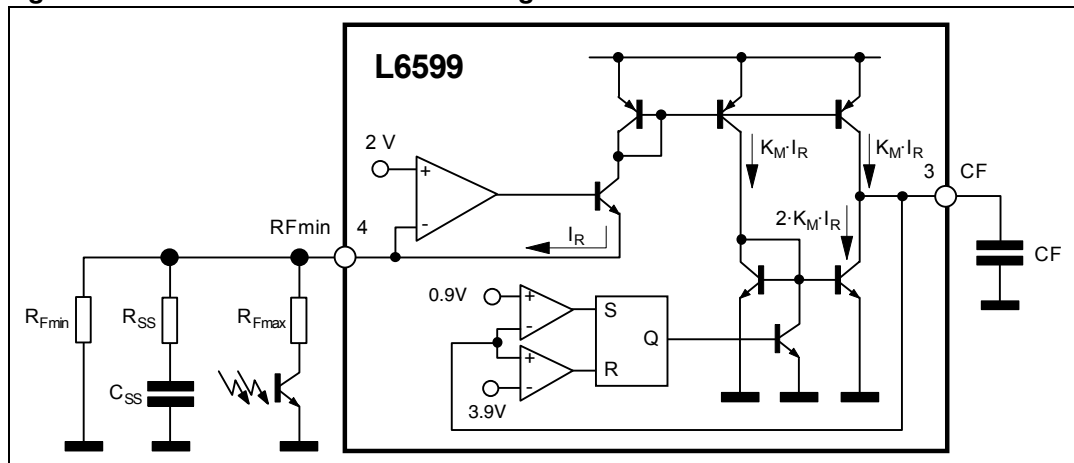 L6599
2 V
+
-
RFmin
4
I_R
K_M·I_R
K_M·I_R
2·K_M·I_R
3
CF
CF
R_Fmin
R_SS
R_Fmax
C_SS
0.9V
+
-
+
-
3.9V
S
R
Q